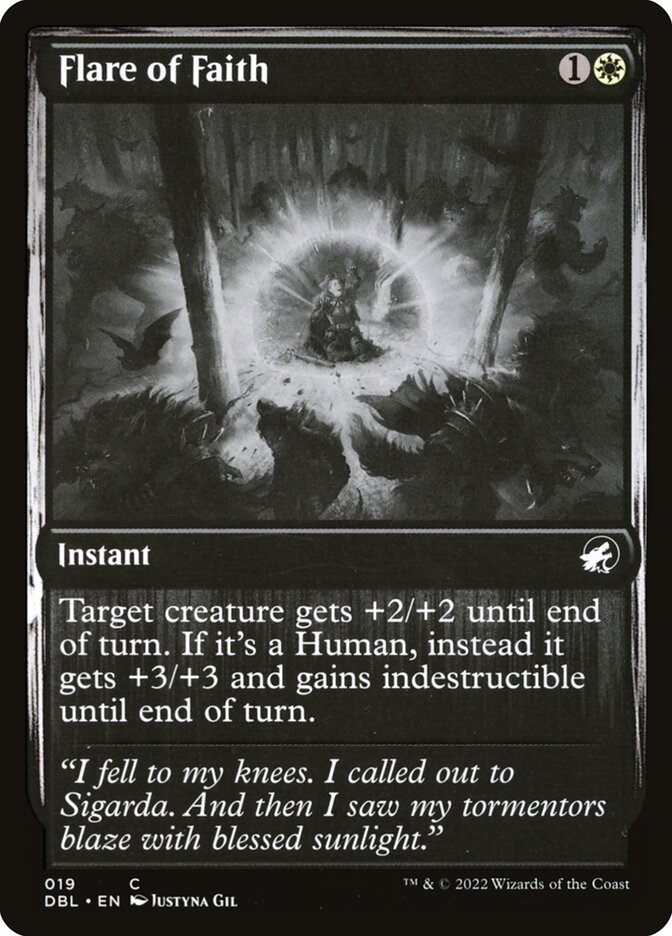 Flare of Faith 1
Instant
Target creature gets +2/+2 until end
of turn. If it's a Human, instead it
gets +3/+3 and gains indestructible
until end of turn.
“I fell to my knees. I called out to
Sigarda. And then I saw my tormentors
blaze with blessed sunlight.”
019 C ™ & © 2022 Wizards of the Coast
DBL • EN Justyna Gil